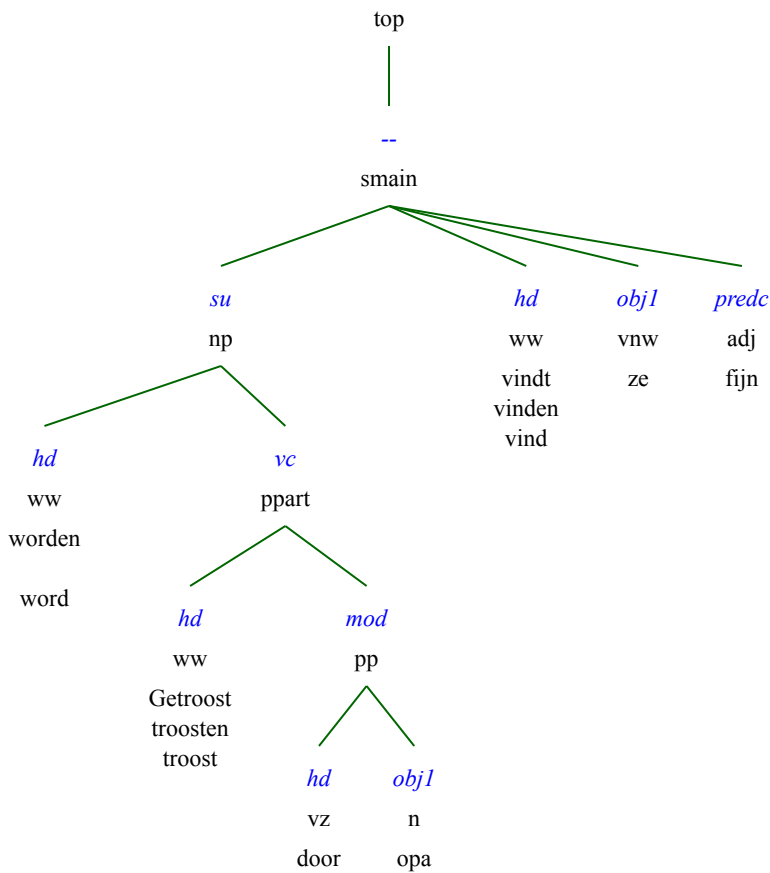 top
--
smain
su hd obj1 predc
np ww vnw adj
vindt ze fijn
vinden
vind
hd vc
ww ppart
worden
word
hd mod
ww pp
Getroost
troosten
troost
hd obj1
vz n
door opa